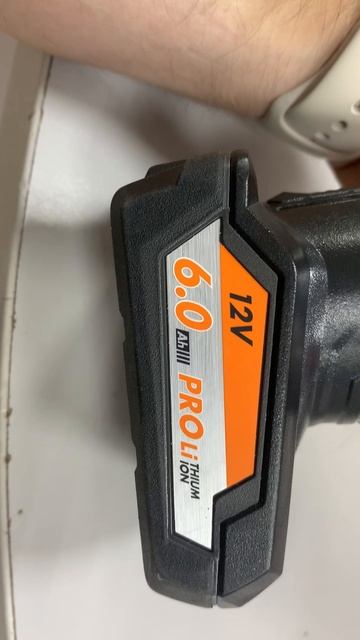 12V
6.0 Ah
PRO LiTHIUM
ION